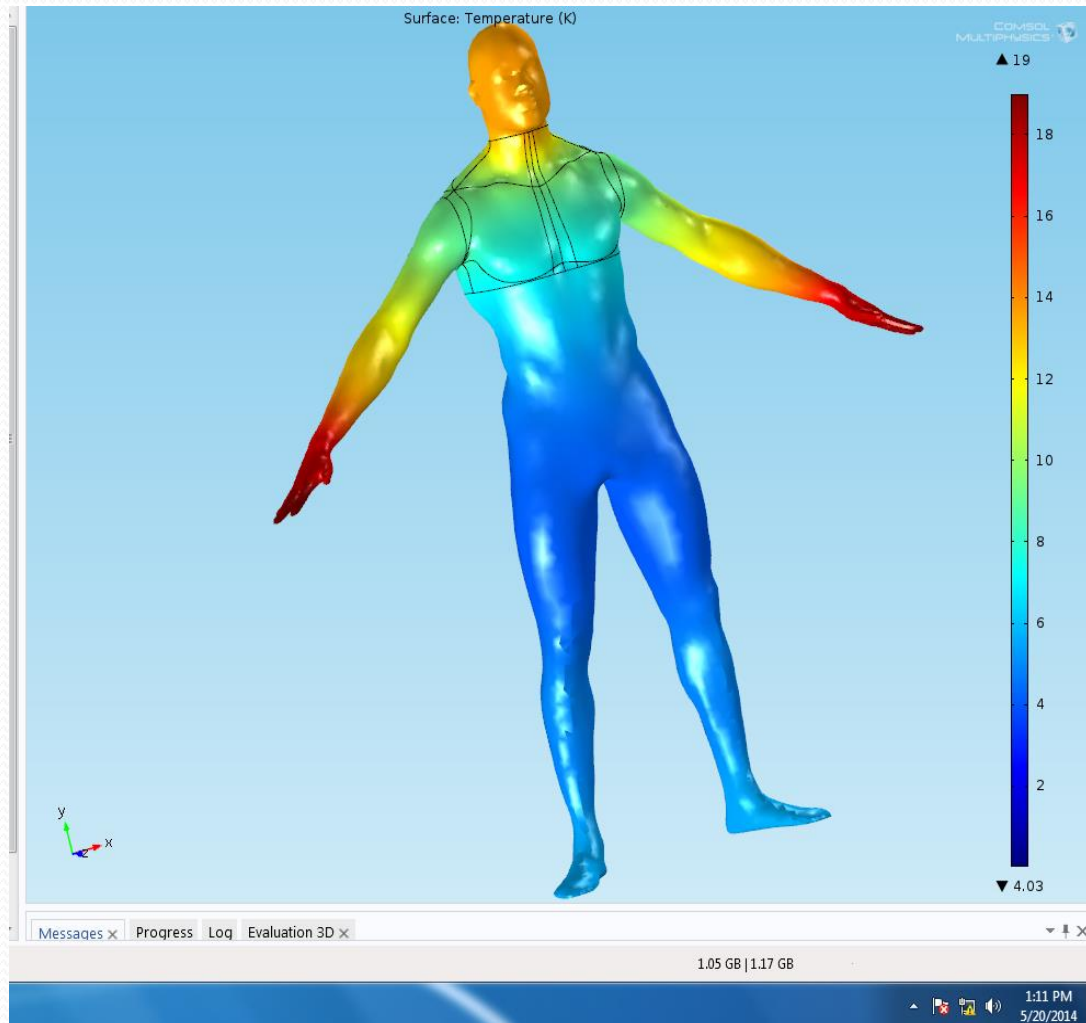 Surface: Temperature (K)
COMSOL
MULTIPHYSICS
▲ 19
18
16
14
12
10
8
6
4
2
▼ 4.03
y
x
z
Messages × Progress Log Evaluation 3D ×
1.05 GB | 1.17 GB
1:11 PM
5/20/2014